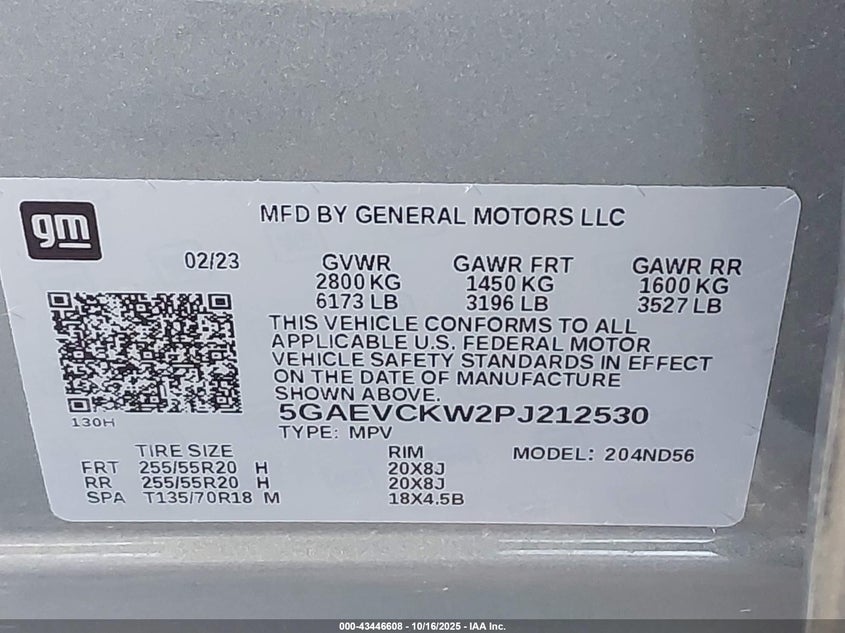 gm
MFD BY GENERAL MOTORS LLC
02/23 GVWR GAWR FRT GAWR RR
2800 KG 1450 KG 1600 KG
6173 LB 3196 LB 3527 LB
THIS VEHICLE CONFORMS TO ALL
APPLICABLE U.S. FEDERAL MOTOR
VEHICLE SAFETY STANDARDS IN EFFECT
ON THE DATE OF MANUFACTURE
SHOWN ABOVE.
5GAEVCKW2PJ212530
130H
TYPE: MPV
TIRE SIZE RIM MODEL: 204ND56
FRT 255/55R20 H 20X8J
RR 255/55R20 H 20X8J
SPA T135/70R18 M 18X4.5B
000-43446608 - 10/16/2025 - IAA Inc.